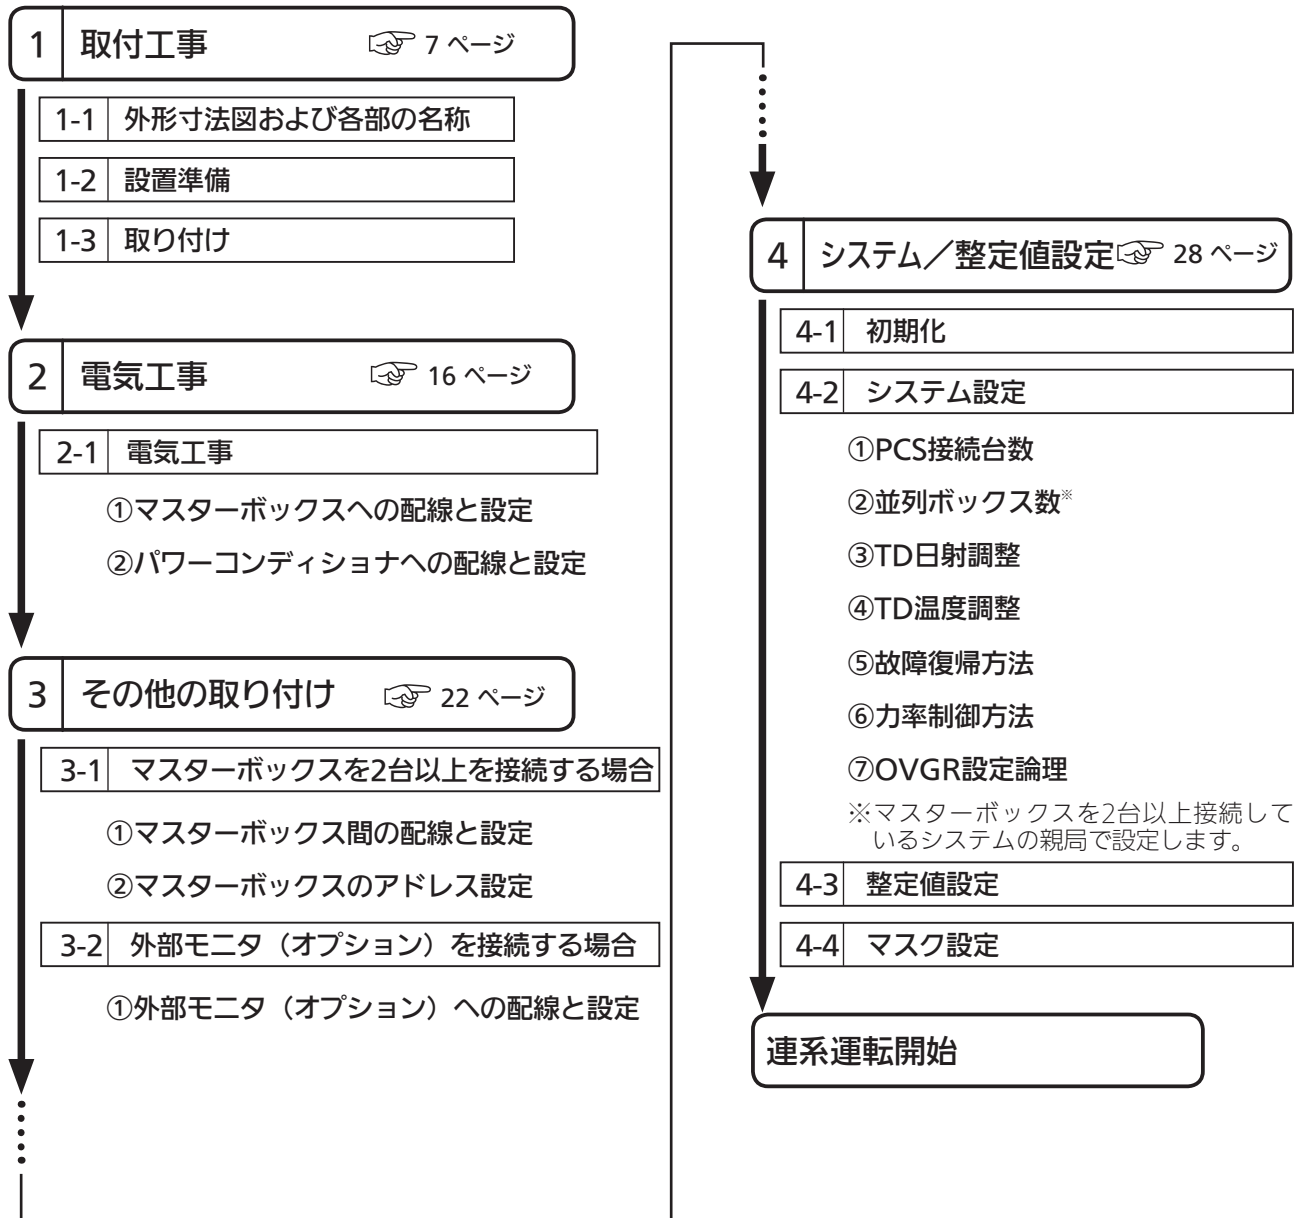 1 取付工事 ☞ 7 ページ
1-1 外形寸法図および各部の名称
1-2 設置準備
1-3 取り付け
2 電気工事 ☞ 16 ページ
2-1 電気工事
①マスターボックスへの配線と設定
②パワーコンディショナへの配線と設定
3 その他の取り付け ☞ 22 ページ
3-1 マスターボックスを2台以上を接続する場合
①マスターボックス間の配線と設定
②マスターボックスのアドレス設定
3-2 外部モニタ（オプション）を接続する場合
①外部モニタ（オプション）への配線と設定
4 システム／整定値設定☞ 28 ページ
4-1 初期化
4-2 システム設定
①PCS接続台数
②並列ボックス数※
③TD日射調整
④TD温度調整
⑤故障復帰方法
⑥力率制御方法
⑦OVGR設定論理
※マスターボックスを2台以上接続して
いるシステムの親局で設定します。
4-3 整定値設定
4-4 マスク設定
連系運転開始